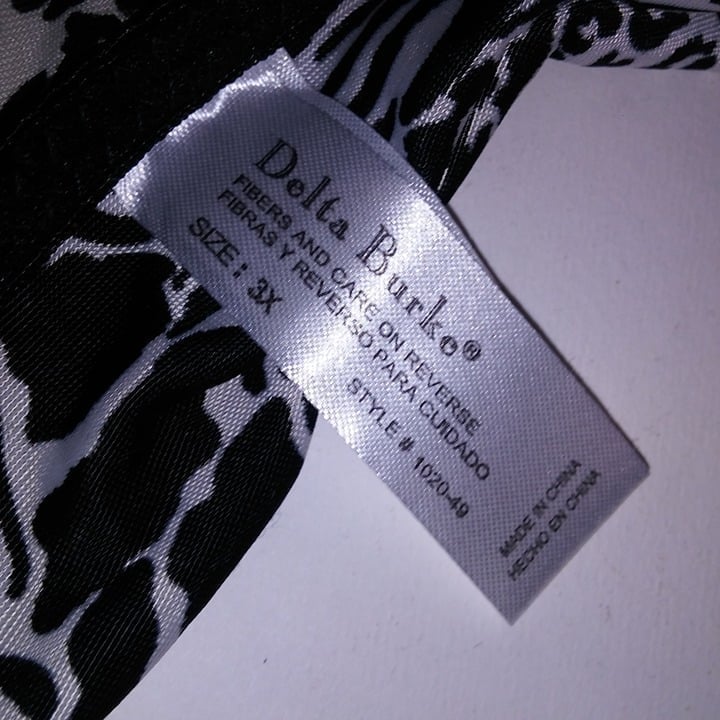 Delta Burke®
FIBERS AND CARE ON REVERSE
FIBRAS Y REVERSO PARA CUIDADO
SIZE: 3X
STYLE # 1020-49
MADE IN CHINA
HECHO EN CHINA